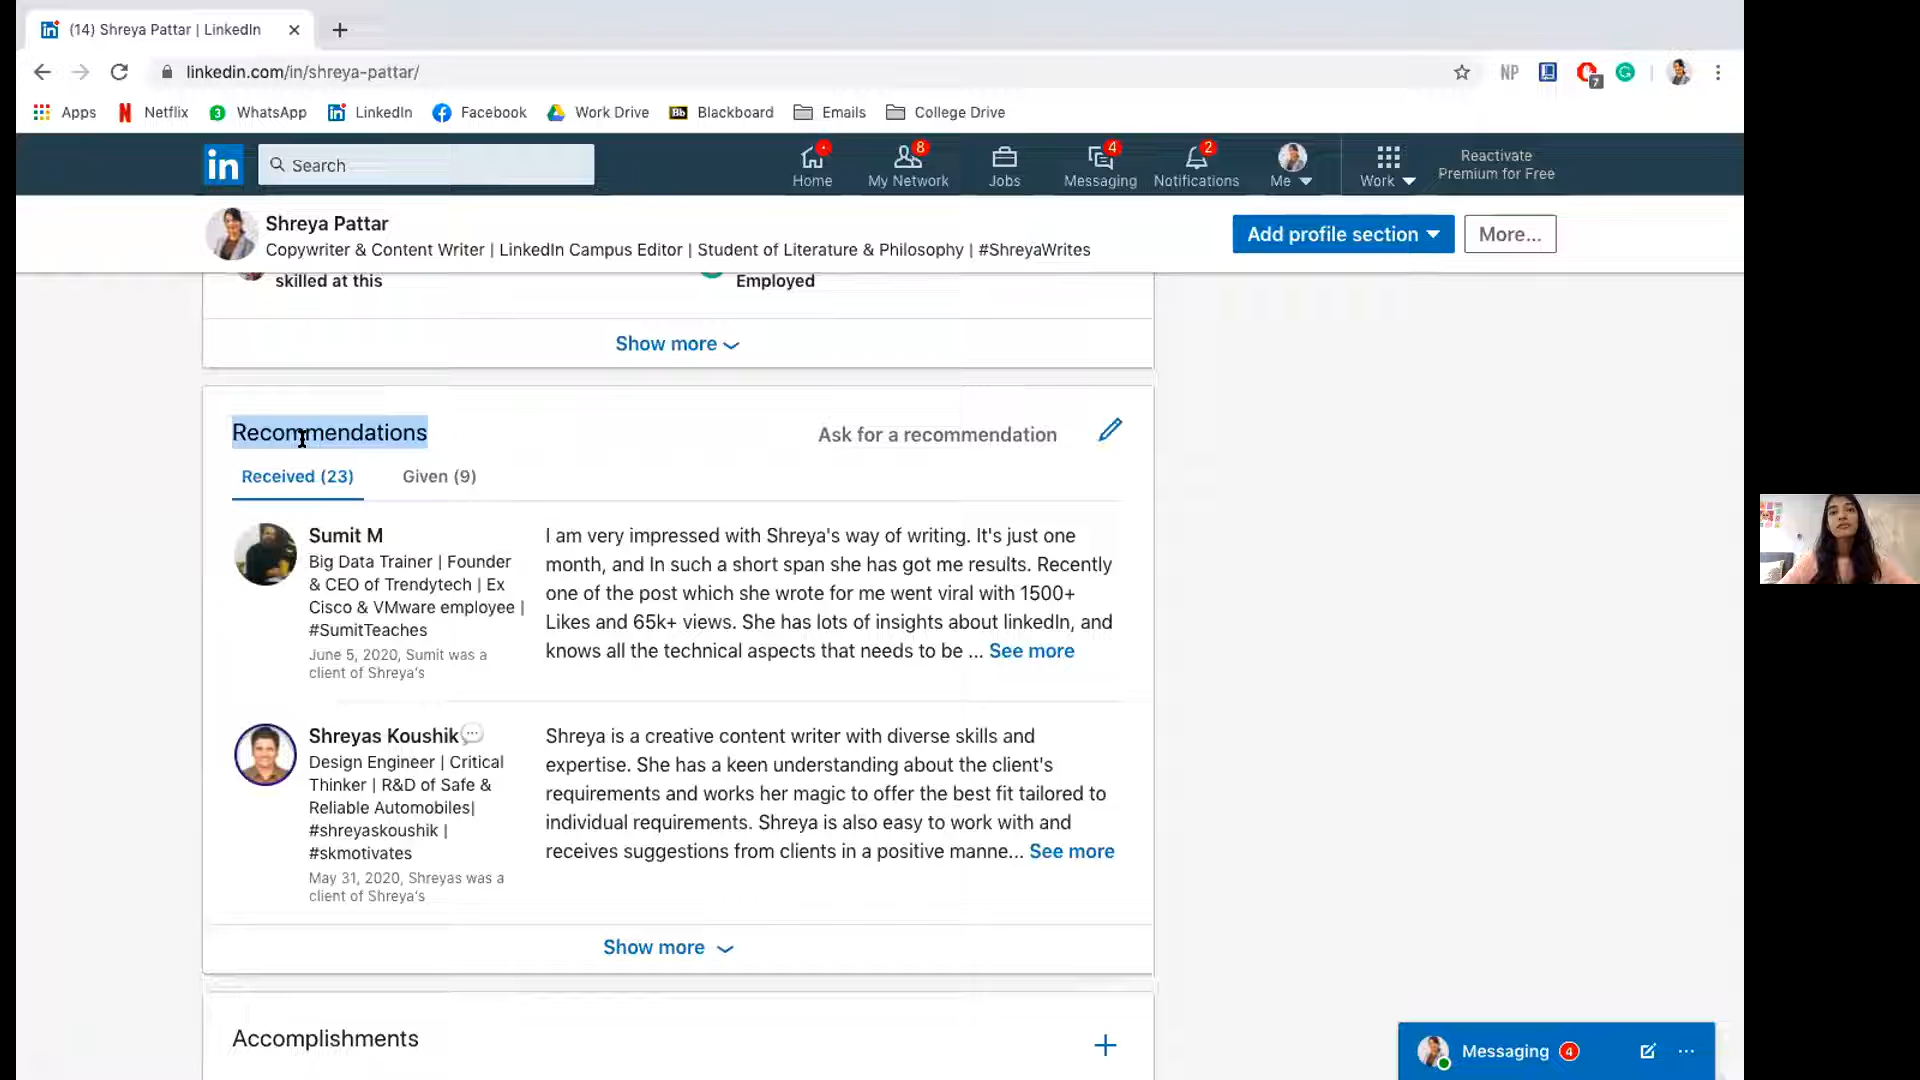 (14) Shreya Pattar | LinkedIn
linkedin.com/in/shreya-pattar/
NP
7
Apps
Netflix
3
WhatsApp
LinkedIn
Facebook
Work Drive
Bb
Blackboard
Emails
College Drive
in
Search
Home
8
My Network
Jobs
4
Messaging
2
Notifications
Me
Work
Reactivate
Premium for Free
Shreya Pattar
Copywriter & Content Writer | LinkedIn Campus Editor | Student of Literature & Philosophy | #ShreyaWrites
Add profile section
More...
skilled at this
Employed
Show more
Recommendations
Ask for a recommendation
Received (23)
Given (9)
Sumit M
Big Data Trainer | Founder
& CEO of Trendytech | Ex
Cisco & VMware employee |
#SumitTeaches
June 5, 2020, Sumit was a
client of Shreya's
I am very impressed with Shreya's way of writing. It's just one
month, and In such a short span she has got me results. Recently
one of the post which she wrote for me went viral with 1500+
Likes and 65k+ views. She has lots of insights about linkedIn, and
knows all the technical aspects that needs to be ... See more
Shreyas Koushik
Design Engineer | Critical
Thinker | R&D of Safe &
Reliable Automobiles|
#shreyaskoushik |
#skmotivates
May 31, 2020, Shreyas was a
client of Shreya's
Shreya is a creative content writer with diverse skills and
expertise. She has a keen understanding about the client's
requirements and works her magic to offer the best fit tailored to
individual requirements. Shreya is also easy to work with and
receives suggestions from clients in a positive manne... See more
Show more
Accomplishments
Messaging
4